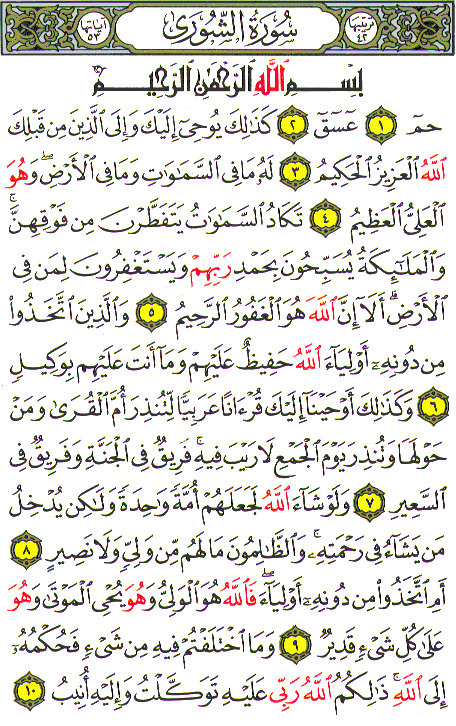 ترتيبها ٤٢ سُورَةُ الشُّورَىٰ آياتها ٥٣
بِسْمِ ٱللَّهِ ٱلرَّحْمَٰنِ ٱلرَّحِيمِ
حمٓ ١ عٓسٓقٓ ٢ كَذَٰلِكَ يُوحِىٓ إِلَيْكَ وَإِلَى ٱلَّذِينَ مِن قَبْلِكَ
ٱللَّهُ ٱلْعَزِيزُ ٱلْحَكِيمُ ٣ لَهُۥ مَا فِى ٱلسَّمَٰوَٰتِ وَمَا فِى ٱلْأَرْضِ ۖ وَهُوَ
ٱلْعَلِىُّ ٱلْعَظِيمُ ٤ تَكَادُ ٱلسَّمَٰوَٰتُ يَتَفَطَّرْنَ مِن فَوْقِهِنَّ ۚ
وَٱلْمَلَٰٓئِكَةُ يُسَبِّحُونَ بِحَمْدِ رَبِّهِمْ وَيَسْتَغْفِرُونَ لِمَن فِى
ٱلْأَرْضِ ۗ أَلَآ إِنَّ ٱللَّهَ هُوَ ٱلْغَفُورُ ٱلرَّحِيمُ ٥ وَٱلَّذِينَ ٱتَّخَذُوا۟
مِن دُونِهِۦٓ أَوْلِيَآءَ ٱللَّهُ حَفِيظٌ عَلَيْهِمْ وَمَآ أَنتَ عَلَيْهِم بِوَكِيلٍ
٦ وَكَذَٰلِكَ أَوْحَيْنَآ إِلَيْكَ قُرْءَانًا عَرَبِيًّا لِّتُنذِرَ أُمَّ ٱلْقُرَىٰ وَمَنْ
حَوْلَهَا وَتُنذِرَ يَوْمَ ٱلْجَمْعِ لَا رَيْبَ فِيهِ ۚ فَرِيقٌ فِى ٱلْجَنَّةِ وَفَرِيقٌ فِى
ٱلسَّعِيرِ ٧ وَلَوْ شَآءَ ٱللَّهُ لَجَعَلَهُمْ أُمَّةً وَٰحِدَةً وَلَٰكِن يُدْخِلُ
مَن يَشَآءُ فِى رَحْمَتِهِۦ ۚ وَٱلظَّٰلِمُونَ مَا لَهُم مِّن وَلِىٍّ وَلَا نَصِيرٍ ٨
أَمِ ٱتَّخَذُوا۟ مِن دُونِهِۦٓ أَوْلِيَآءَ ۖ فَٱللَّهُ هُوَ ٱلْوَلِىُّ وَهُوَ يُحْىِ ٱلْمَوْتَىٰ وَهُوَ
عَلَىٰ كُلِّ شَىْءٍ قَدِيرٌ ٩ وَمَا ٱخْتَلَفْتُمْ فِيهِ مِن شَىْءٍ فَحُكْمُهُۥٓ
إِلَى ٱللَّهِ ۚ ذَٰلِكُمُ ٱللَّهُ رَبِّى عَلَيْهِ تَوَكَّلْتُ وَإِلَيْهِ أُنِيبُ ١٠